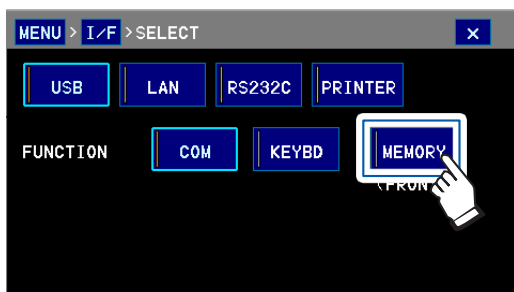 MENU > I/F >SELECT x
USB LAN RS232C PRINTER
FUNCTION COM KEYBD MEMORY